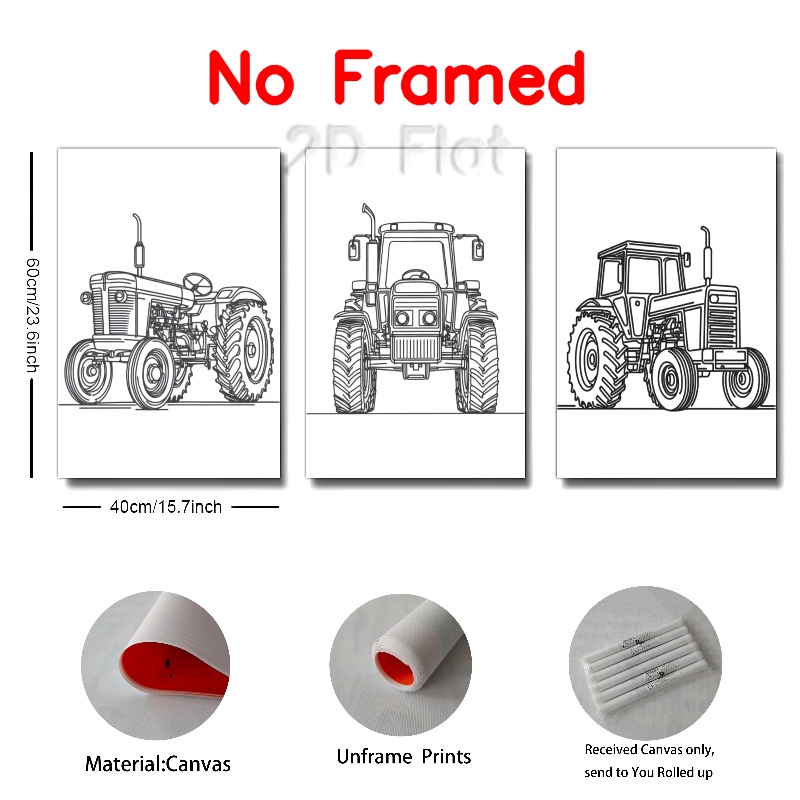 No Framed
2D Flat
60cm/23.6inch
40cm/15.7inch
Material:Canvas
Unframe Prints
Received Canvas only,
send to You Rolled up